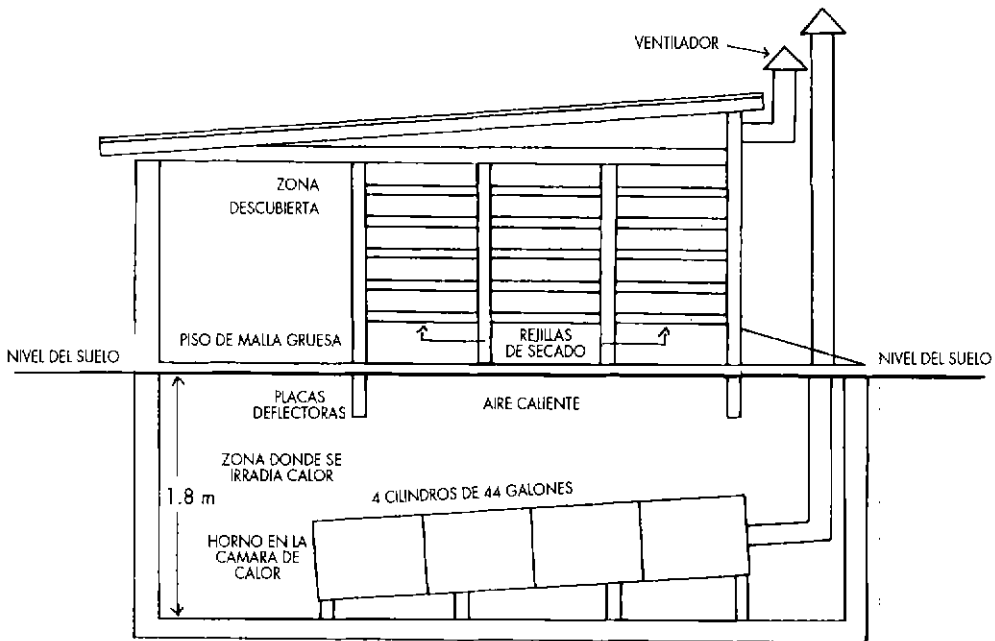 VENTILADOR
ZONA
DESCUBIERTA
PISO DE MALLA GRUESA
REJILLAS
DE SECADO
NIVEL DEL SUELO
NIVEL DEL SUELO
PLACAS
DEFLECTORAS
AIRE CALIENTE
ZONA DONDE SE
IRRADIA CALOR
1.8 m
4 CILINDROS DE 44 GALONES
HORNO EN LA
CAMARA DE
CALOR